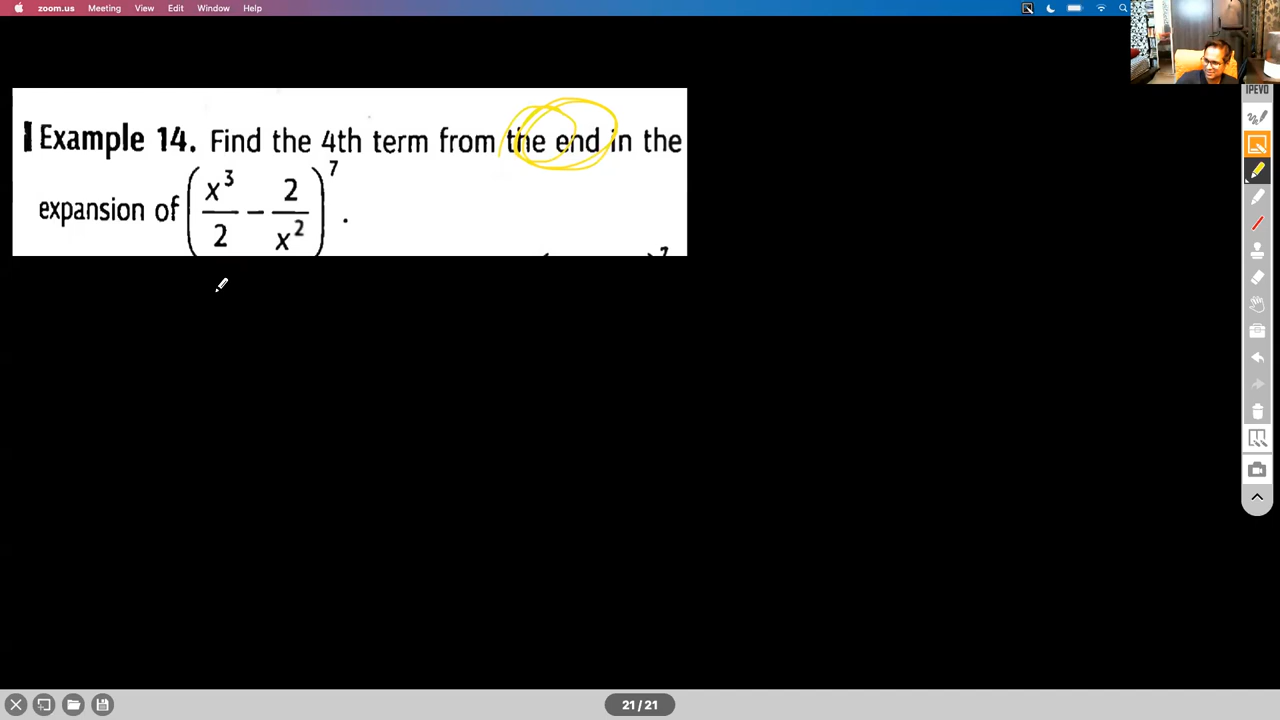 zoom.us Meeting View Edit Window Help
IPEVO
Example 14. Find the 4th term from the end in the
expansion of (x³/2 − 2/x²)⁷.
21 / 21